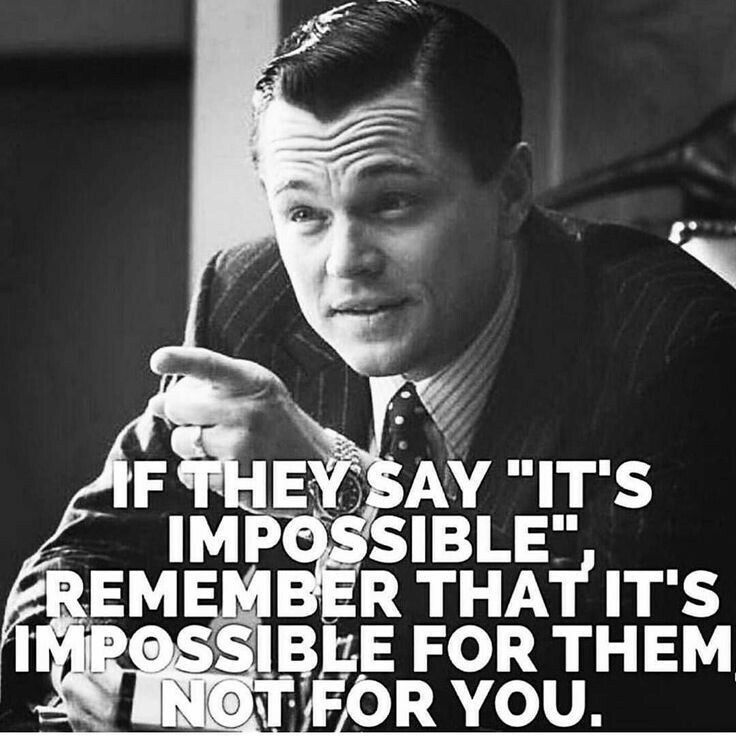 IF THEY SAY "IT'S
IMPOSSIBLE",
REMEMBER THAT IT'S
IMPOSSIBLE FOR THEM
NOT FOR YOU.